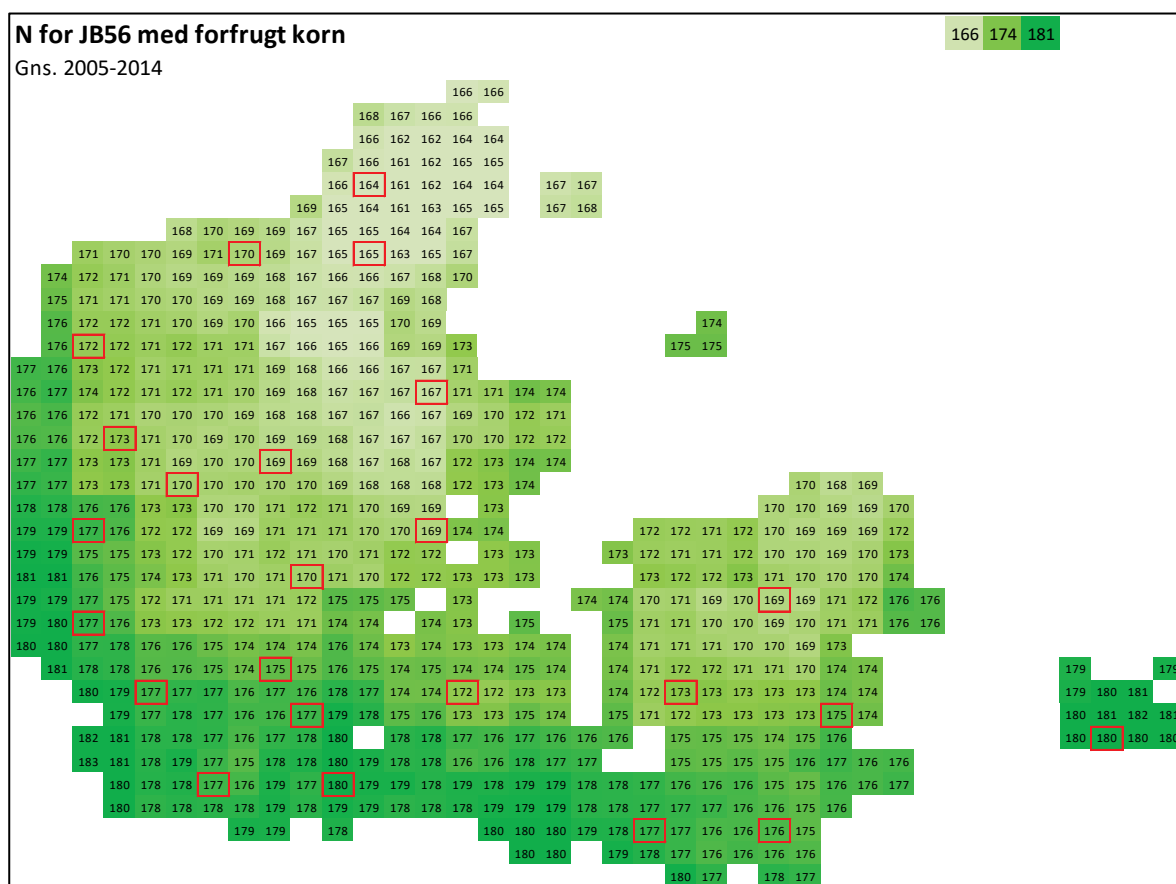 N for JB56 med forfrugt korn
166 174 181
Gns. 2005-2014
166 166
168 167 166 166
166 162 162 164 164
167 166 161 162 165 165
166 164 161 162 164 164 167 167
169 165 164 161 163 165 165 167 168
168 170 169 169 167 165 165 164 164 167
171 170 170 169 171 170 169 167 165 165 163 165 167
174 172 171 170 169 169 169 168 167 166 166 167 168 170
175 171 171 170 170 169 169 168 167 167 167 169 168
176 172 172 171 170 169 170 166 165 165 165 170 169 174
176 172 172 171 172 171 171 167 166 165 166 169 169 173 175 175
177 176 173 172 171 171 171 171 169 168 166 166 167 167 171
176 177 174 172 171 172 171 170 169 168 167 167 167 167 171 171 174 174
176 176 172 171 170 170 170 169 168 168 167 167 166 167 169 170 172 171
176 176 172 173 171 170 169 170 169 169 168 167 167 167 170 170 172 172
177 177 173 173 171 169 170 170 169 169 168 167 168 167 172 173 174 174
177 177 173 173 171 170 170 170 170 170 169 168 168 168 172 173 174 170 168 169
178 178 176 176 173 173 170 170 171 172 171 170 169 169 173 170 170 169 169 170
179 179 177 176 172 172 169 169 171 171 171 170 170 169 174 174 172 172 171 172 170 169 169 169 172
179 179 175 175 173 172 170 171 172 171 170 171 172 172 173 173 173 172 171 171 172 170 170 169 170 173
181 181 176 175 174 173 171 170 171 170 171 170 172 172 173 173 173 173 172 172 173 171 170 170 170 174
179 179 177 175 172 171 171 171 171 172 175 175 175 173 174 174 170 171 169 170 169 169 171 172 176 176
179 180 177 176 173 173 172 172 171 171 174 174 174 173 175 175 171 171 170 170 169 170 171 171 176 176
180 180 177 178 176 175 174 174 174 176 174 173 174 173 174 173 174 174 174 171 171 171 170 170 169 173
181 178 178 176 176 175 174 175 175 176 175 174 175 174 174 175 174 174 171 172 172 171 171 170 174 174 179 179
180 179 177 177 177 176 177 176 178 177 174 174 172 172 173 173 174 172 173 173 173 173 173 174 174 179 180 181
179 177 178 177 176 176 177 179 178 175 176 173 173 175 174 175 171 172 173 173 173 173 175 174 180 181 182 181
182 181 178 178 177 176 177 178 180 178 178 177 176 177 176 176 176 175 175 175 174 175 176 180 180 180 180
183 181 178 179 177 175 178 178 180 179 178 178 176 175 176 178 177 177 175 175 175 175 176 177 176 176
180 178 178 177 176 179 177 180 179 179 178 179 178 179 179 178 178 177 176 176 176 175 175 176 176 177
180 178 178 178 178 179 178 179 179 178 178 178 179 179 179 178 178 177 177 177 176 175 176
179 179 178 180 180 180 179 178 177 177 176 176 176 175
180 180 179 178 177 176 176 176 176
180 177 178 177